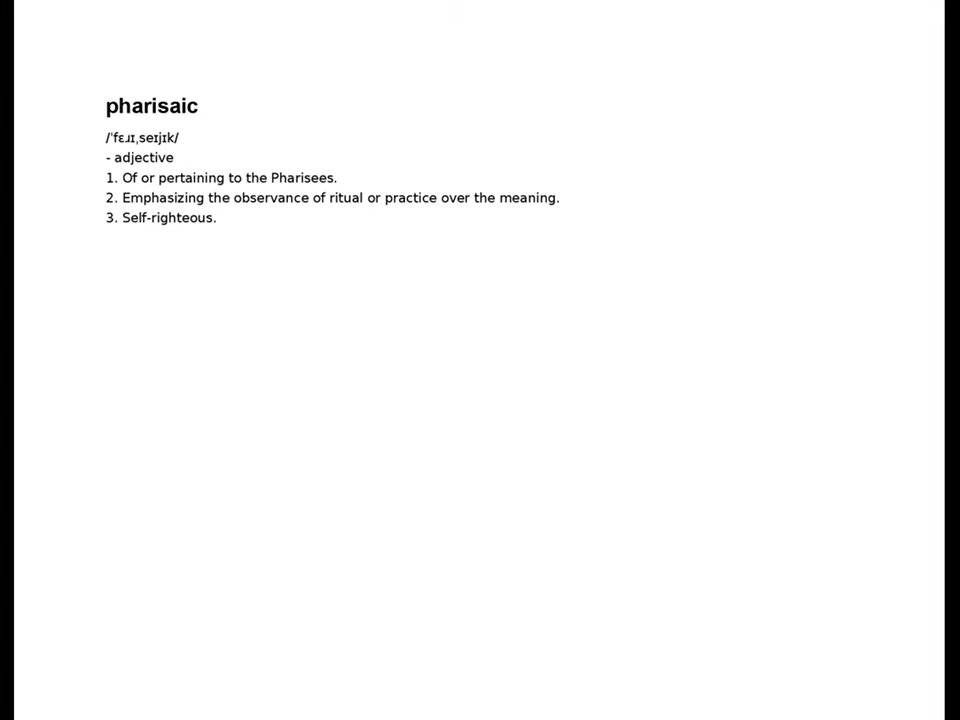 pharisaic
/ˈfɛɹɪˌseɪjɪk/
- adjective
1. Of or pertaining to the Pharisees.
2. Emphasizing the observance of ritual or practice over the meaning.
3. Self-righteous.